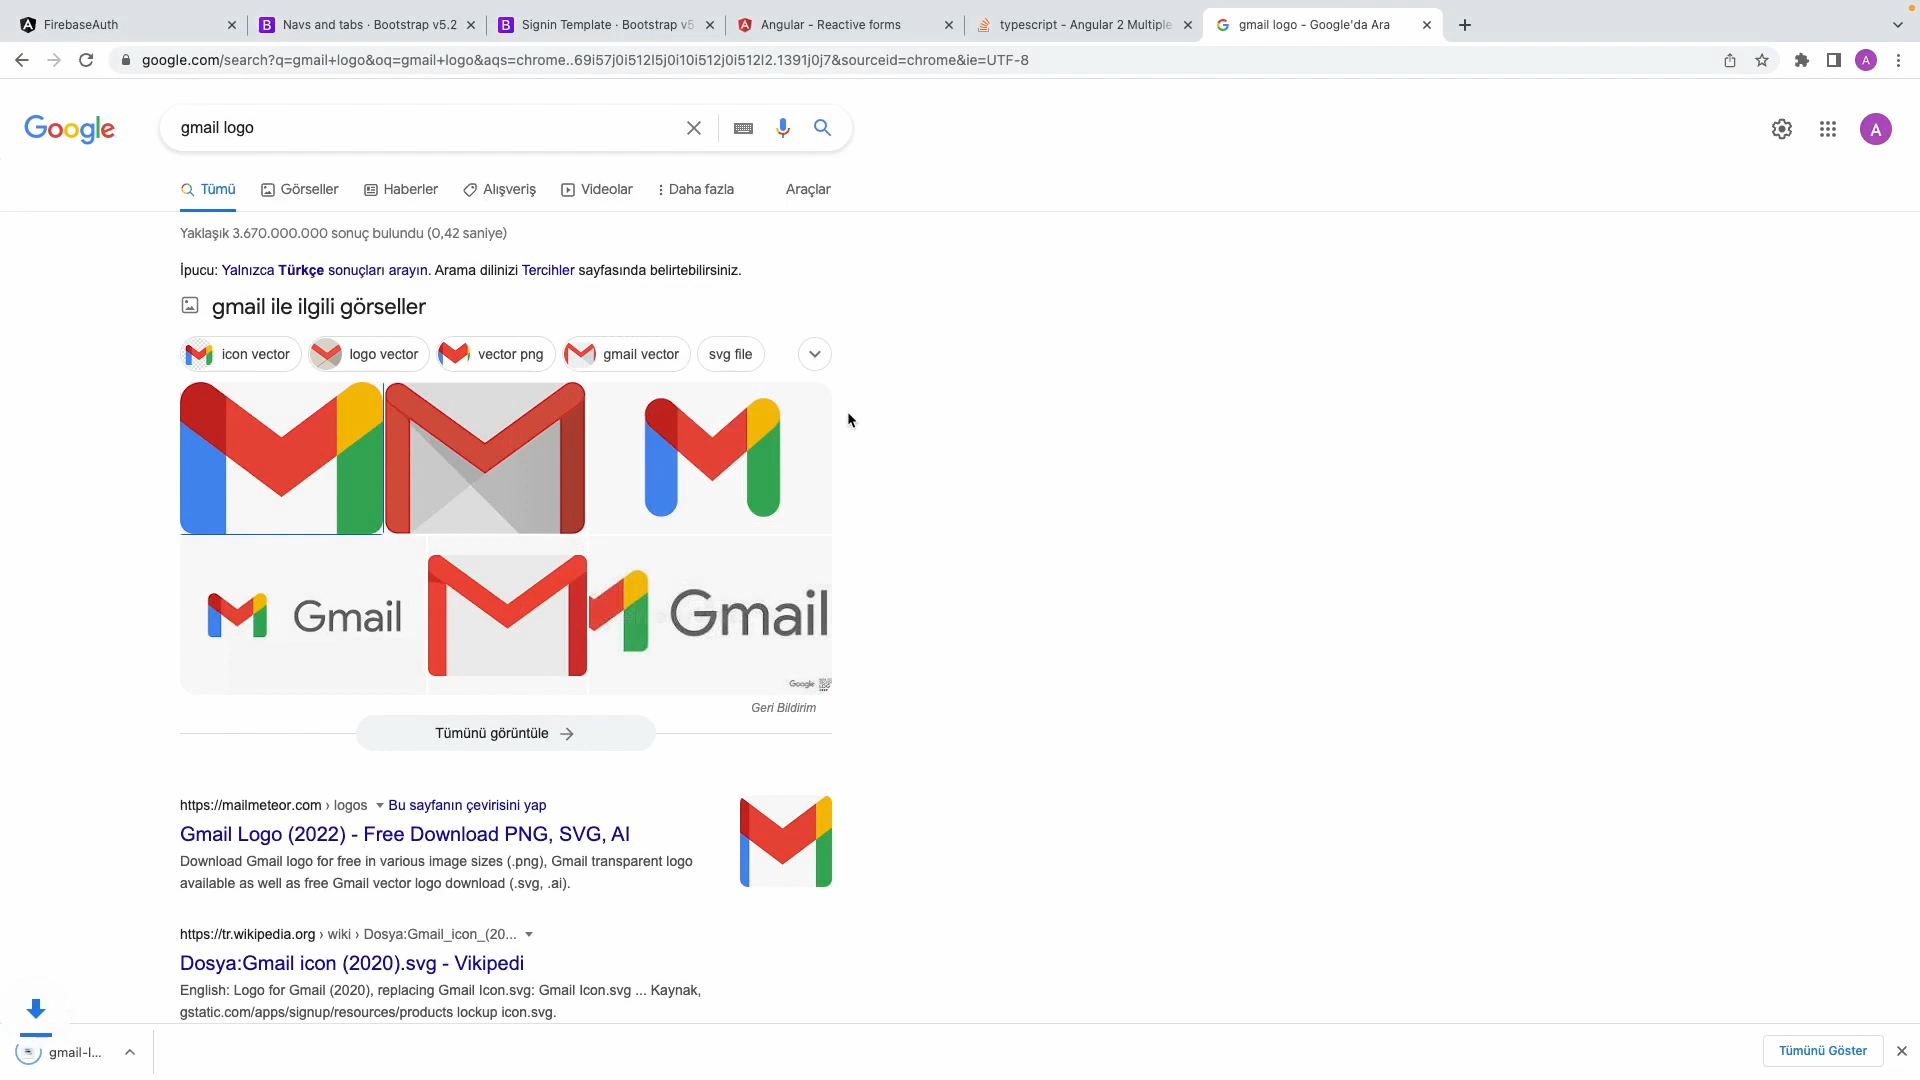 FirebaseAuth
Navs and tabs · Bootstrap v5.2
Signin Template · Bootstrap v5
Angular - Reactive forms
typescript - Angular 2 Multiple
gmail logo - Google'da Ara
google.com/search?q=gmail+logo&oq=gmail+logo&aqs=chrome..69i57j0i512l5j0i10i512j0i512l2.1391j0j7&sourceid=chrome&ie=UTF-8
A
Google
gmail logo
A
Tümü
Görseller
Haberler
Alışveriş
Videolar
Daha fazla
Araçlar
Yaklaşık 3.670.000.000 sonuç bulundu (0,42 saniye)
İpucu: Yalnızca Türkçe sonuçları arayın. Arama dilinizi Tercihler sayfasında belirtebilirsiniz.
gmail ile ilgili görseller
icon vector
logo vector
vector png
gmail vector
svg file
Gmail
Gmail
Google
Geri Bildirim
Tümünü görüntüle
https://mailmeteor.com › logos
Bu sayfanın çevirisini yap
Gmail Logo (2022) - Free Download PNG, SVG, AI
Download Gmail logo for free in various image sizes (.png), Gmail transparent logo
available as well as free Gmail vector logo download (.svg, .ai).
https://tr.wikipedia.org › wiki › Dosya:Gmail_icon_(20...
Dosya:Gmail icon (2020).svg - Vikipedi
English: Logo for Gmail (2020), replacing Gmail Icon.svg: Gmail Icon.svg ... Kaynak,
gstatic.com/apps/signup/resources/products lockup icon.svg.
gmail-l...
Tümünü Göster